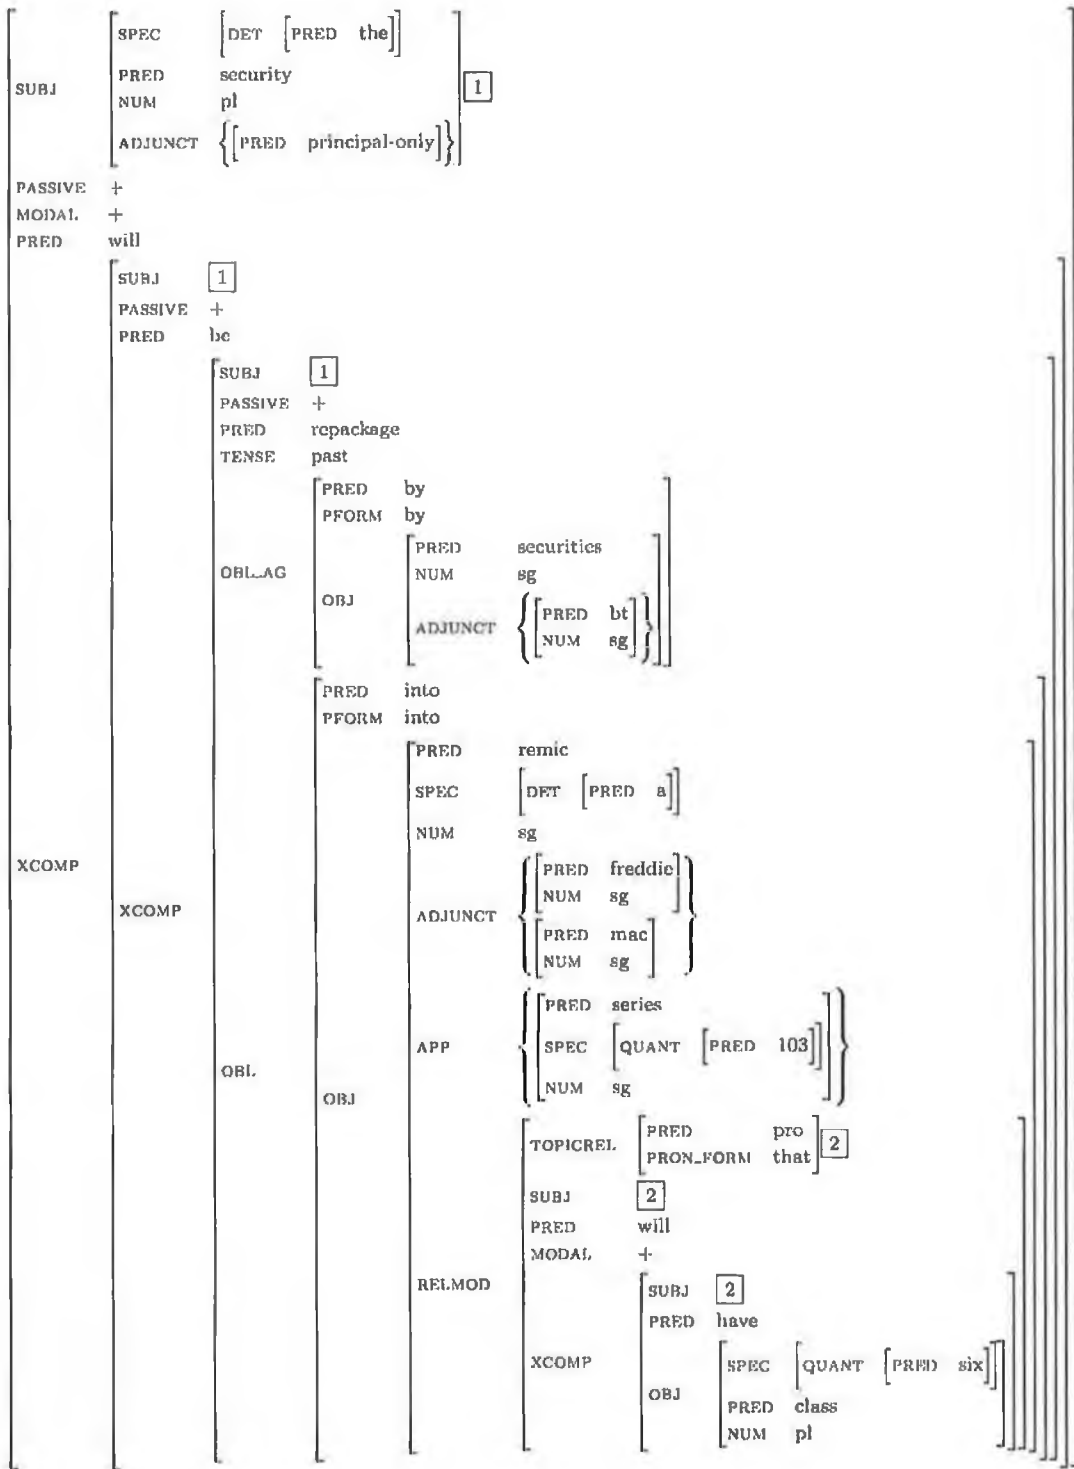 SPEC [DET [PRED the]]
PRED security
SUBJ NUM pl 1
ADJUNCT {[PRED principal-only]}
PASSIVE +
MODAL +
PRED will
SUBJ 1
PASSIVE +
PRED be
SUBJ 1
PASSIVE +
PRED repackage
TENSE past
PRED by
PFORM by
PRED securities
OBL_AG NUM sg
OBJ
ADJUNCT {[PRED bt
NUM sg]}
PRED into
PFORM into
PRED remic
SPEC [DET [PRED a]]
NUM sg
XCOMP
PRED freddie
NUM sg
XCOMP ADJUNCT
PRED mac
NUM sg
PRED series
APP SPEC [QUANT [PRED 103]]
OBL
OBJ NUM sg
TOPICREL [PRED pro
PRON_FORM that] 2
SUBJ 2
PRED will
MODAL +
RELMOD SUBJ 2
PRED have
XCOMP SPEC [QUANT [PRED six]]
OBJ PRED class
NUM pl